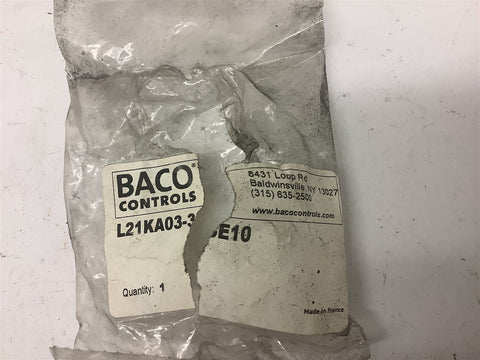 BACO®
CONTROLS
8431 Loop Rd
Baldwinsville NY 13027
(315) 635-2500
www.bacocontrols.com
L21KA03-3 E10
Quantity: 1
Made in France